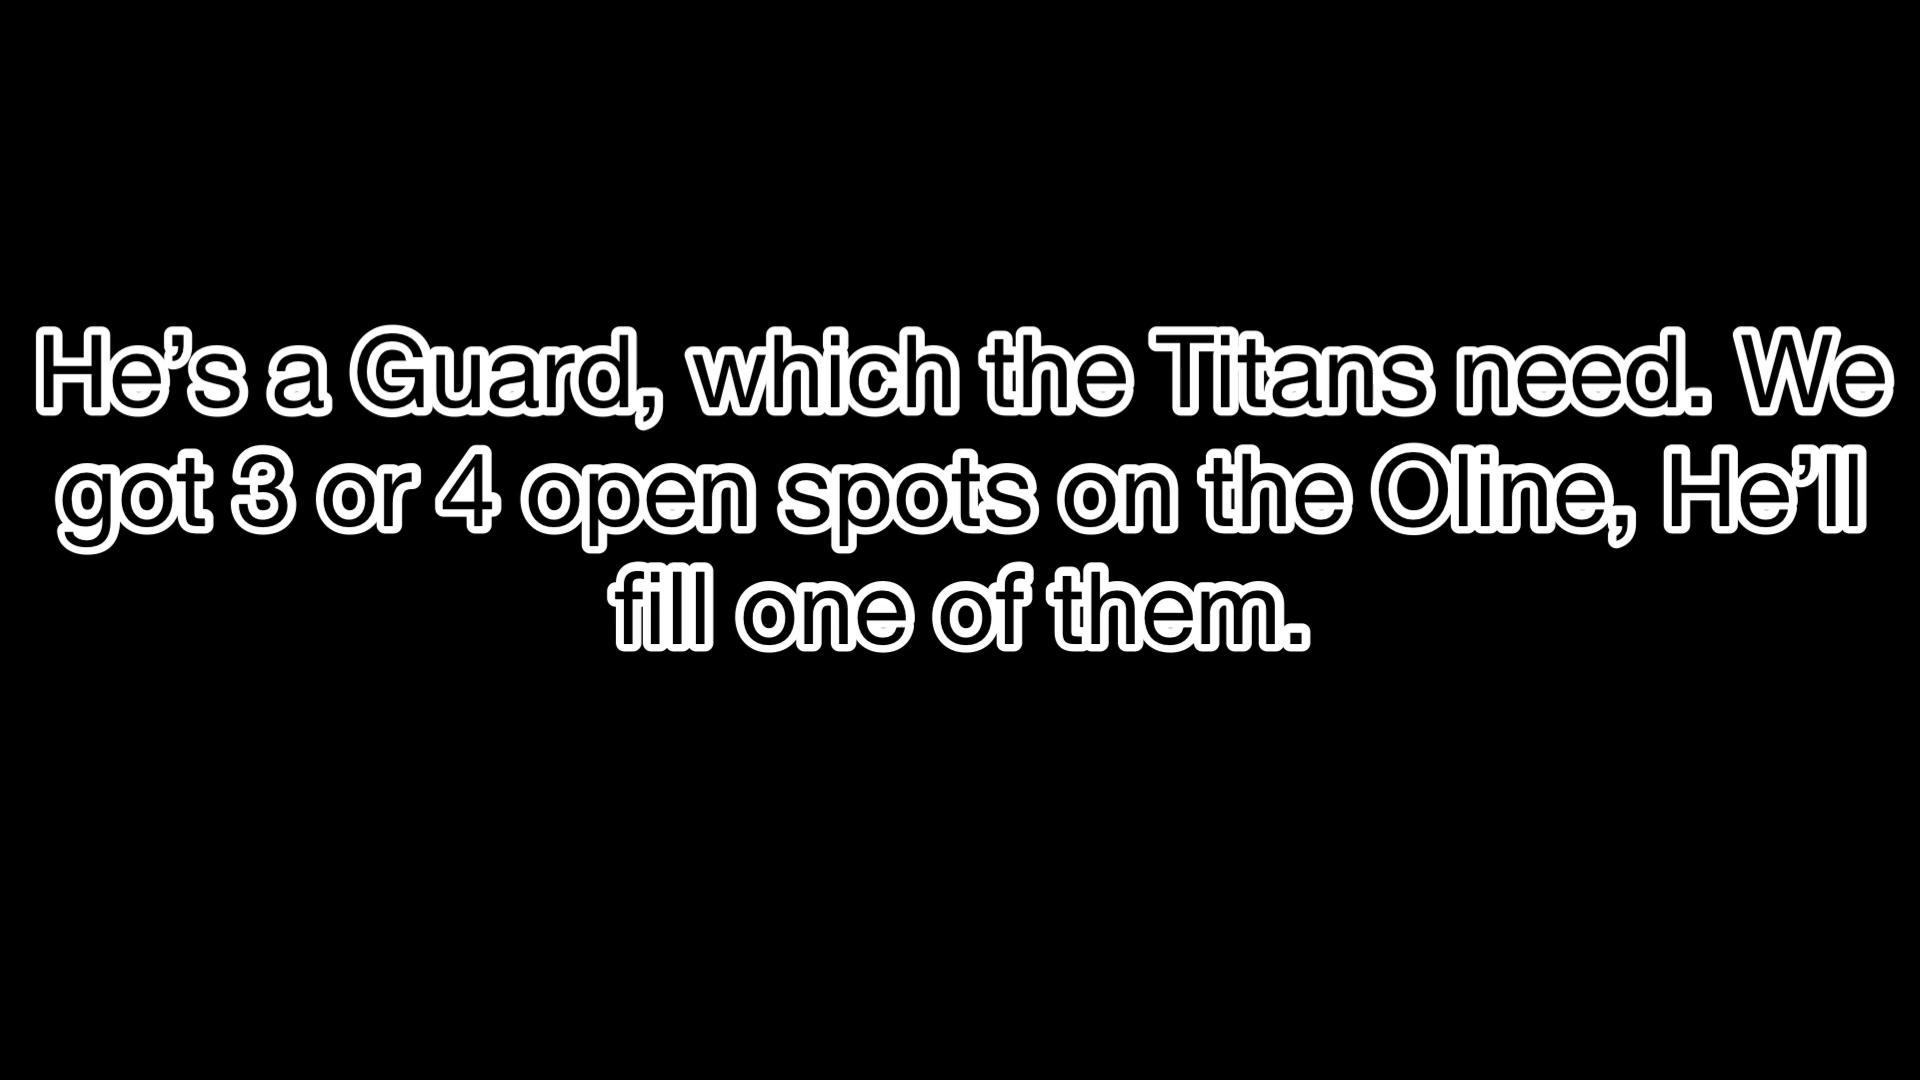 He’s a Guard, which the Titans need. We
got 3 or 4 open spots on the Oline, He’ll
fill one of them.